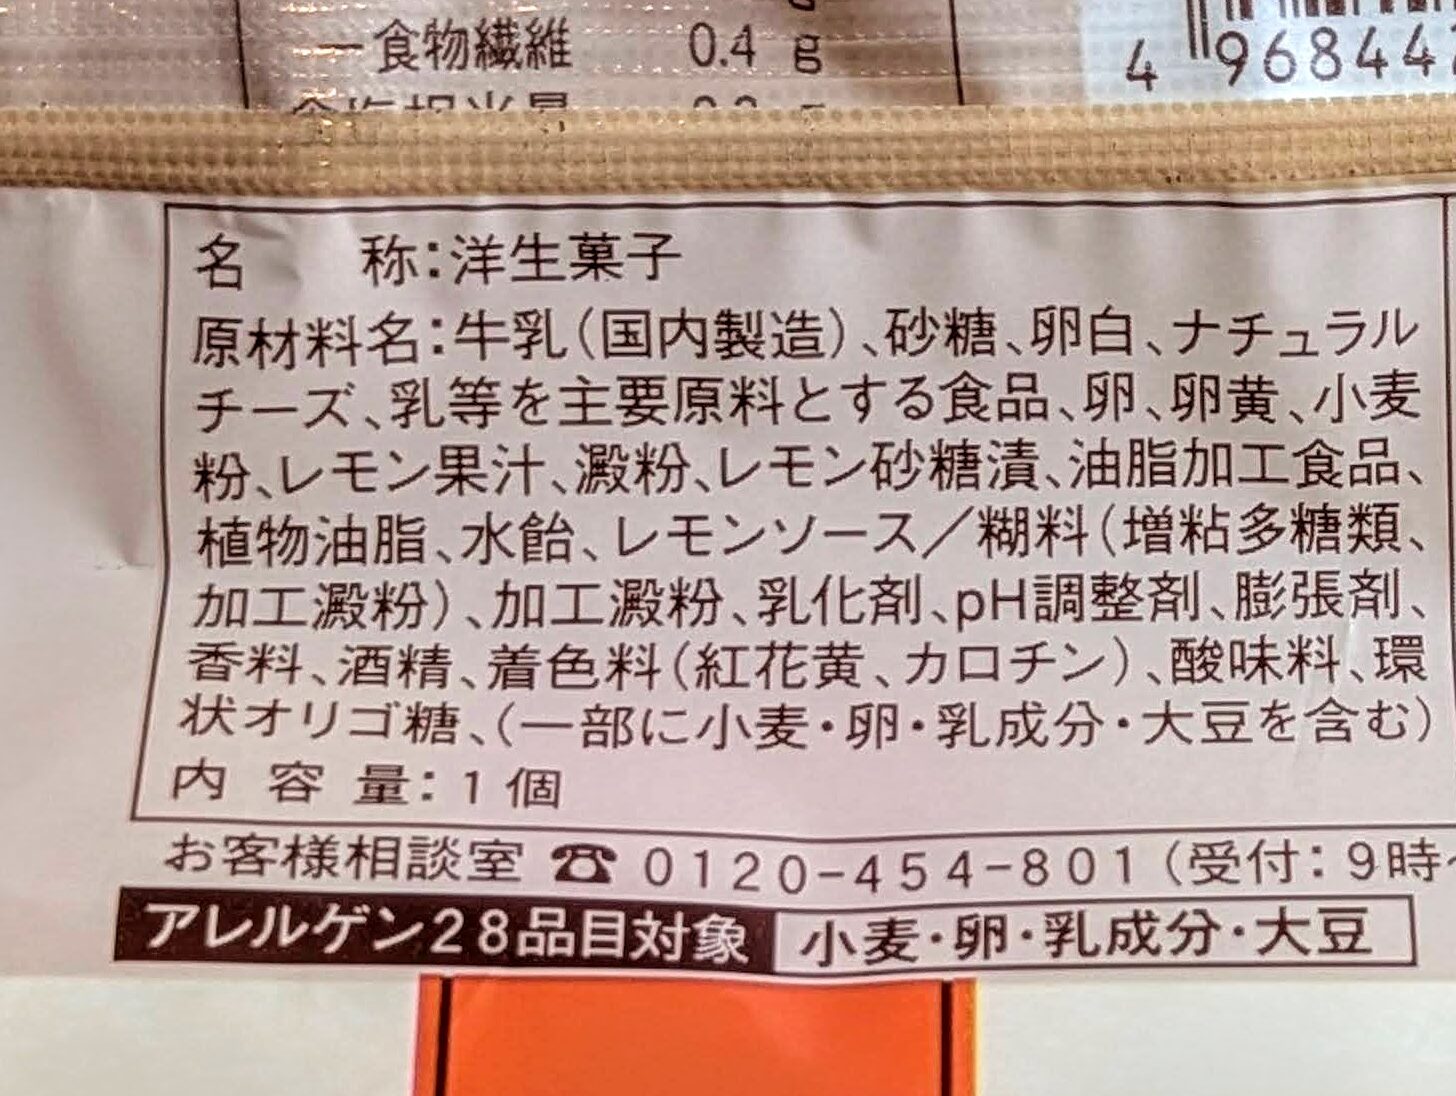 食物繊維 0.4 g
4 968442
名 称：洋生菓子
原材料名：牛乳（国内製造）、砂糖、卵白、ナチュラル
チーズ、乳等を主要原料とする食品、卵、卵黄、小麦
粉、レモン果汁、澱粉、レモン砂糖漬、油脂加工食品、
植物油脂、水飴、レモンソース／糊料（増粘多糖類、
加工澱粉）、加工澱粉、乳化剤、pH調整剤、膨張剤、
香料、酒精、着色料（紅花黄、カロチン）、酸味料、環
状オリゴ糖、（一部に小麦・卵・乳成分・大豆を含む）
内 容 量：1 個
お客様相談室 ☎ 0120-454-801（受付：9時
アレルゲン28品目対象 小麦・卵・乳成分・大豆